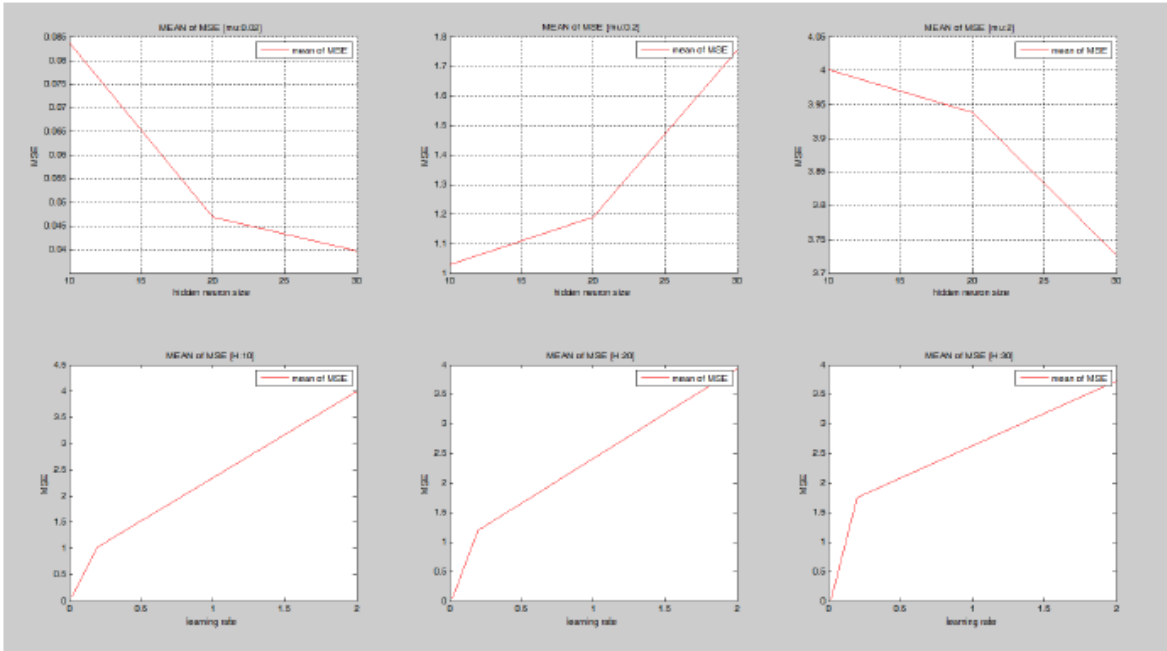 MEAN of MSE [mu:0.02]
mean of MSE
0.085
0.08
0.075
0.07
0.065
0.06
0.055
0.05
0.045
0.04
MSE
10 15 20 25 30
hidden neuron size
MEAN of MSE [mu:0.2]
mean of MSE
1.8
1.7
1.6
1.5
1.4
1.3
1.2
1.1
1
MSE
10 15 20 25 30
hidden neuron size
MEAN of MSE [mu:2]
mean of MSE
4.05
4
3.95
3.9
3.85
3.8
3.75
3.7
MSE
10 15 20 25 30
hidden neuron size
MEAN of MSE [H:10]
mean of MSE
4.5
4
3.5
3
2.5
2
1.5
1
0.5
0
MSE
0 0.5 1 1.5 2
learning rate
MEAN of MSE [H:20]
mean of MSE
4
3.5
3
2.5
2
1.5
1
0.5
0
MSE
0 0.5 1 1.5 2
learning rate
MEAN of MSE [H:30]
mean of MSE
4
3.5
3
2.5
2
1.5
1
0.5
0
MSE
0 0.5 1 1.5 2
learning rate